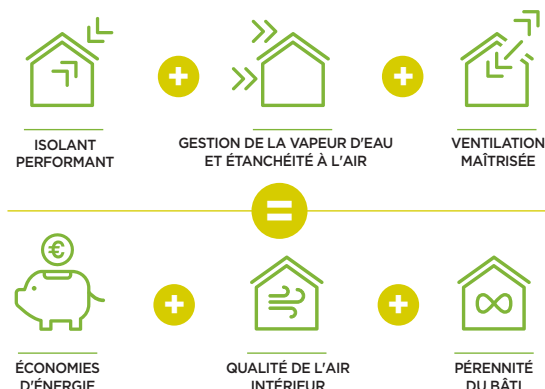 ISOLANT
PERFORMANT
+
GESTION DE LA VAPEUR D'EAU
ET ÉTANCHÉITÉ À L'AIR
+
VENTILATION
MAÎTRISÉE
=
€
ÉCONOMIES
D'ÉNERGIE
+
QUALITÉ DE L'AIR
INTÉRIEUR
+
PÉRENNITÉ
DU BÂTI